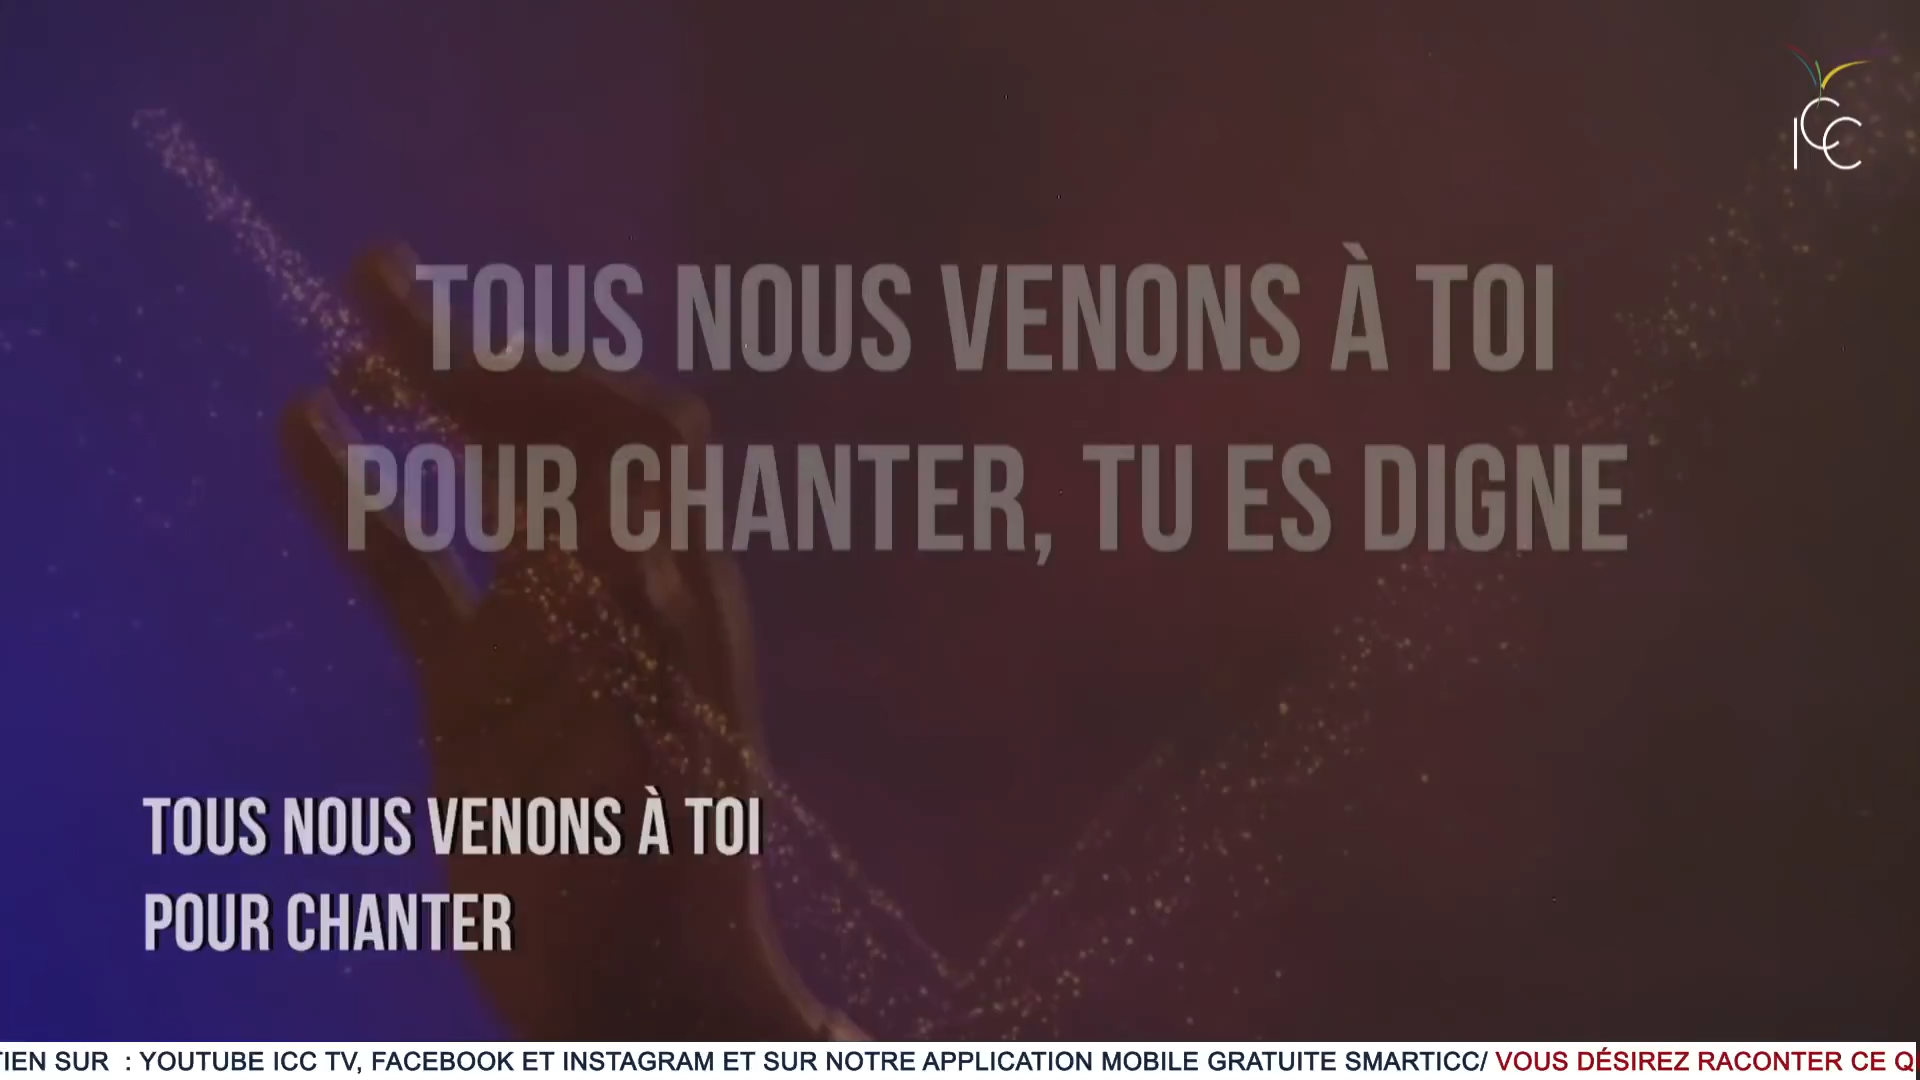 ICC
TOUS NOUS VENONS À TOI
POUR CHANTER, TU ES DIGNE
TOUS NOUS VENONS À TOI
POUR CHANTER
TIEN SUR : YOUTUBE ICC TV, FACEBOOK ET INSTAGRAM ET SUR NOTRE APPLICATION MOBILE GRATUITE SMARTICC/ VOUS DÉSIREZ RACONTER CE Q